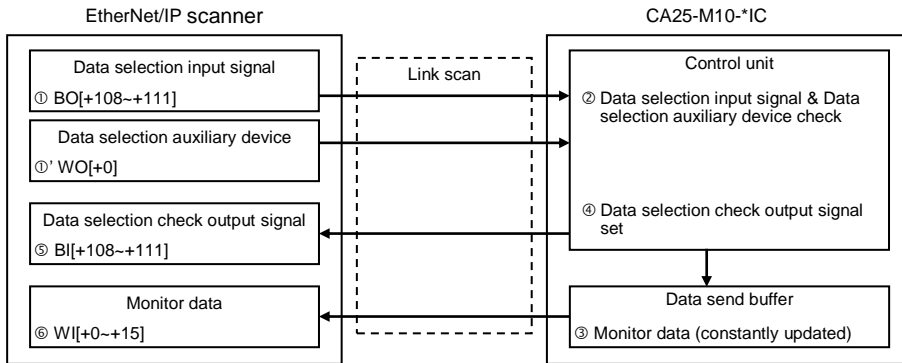 EtherNet/IP scanner
CA25-M10-*IC
Data selection input signal
① BO[+108~+111]
Data selection auxiliary device
①’ WO[+0]
Data selection check output signal
⑤ BI[+108~+111]
Monitor data
⑥ WI[+0~+15]
Link scan
Control unit
② Data selection input signal & Data
selection auxiliary device check
④ Data selection check output signal
set
Data send buffer
③ Monitor data (constantly updated)